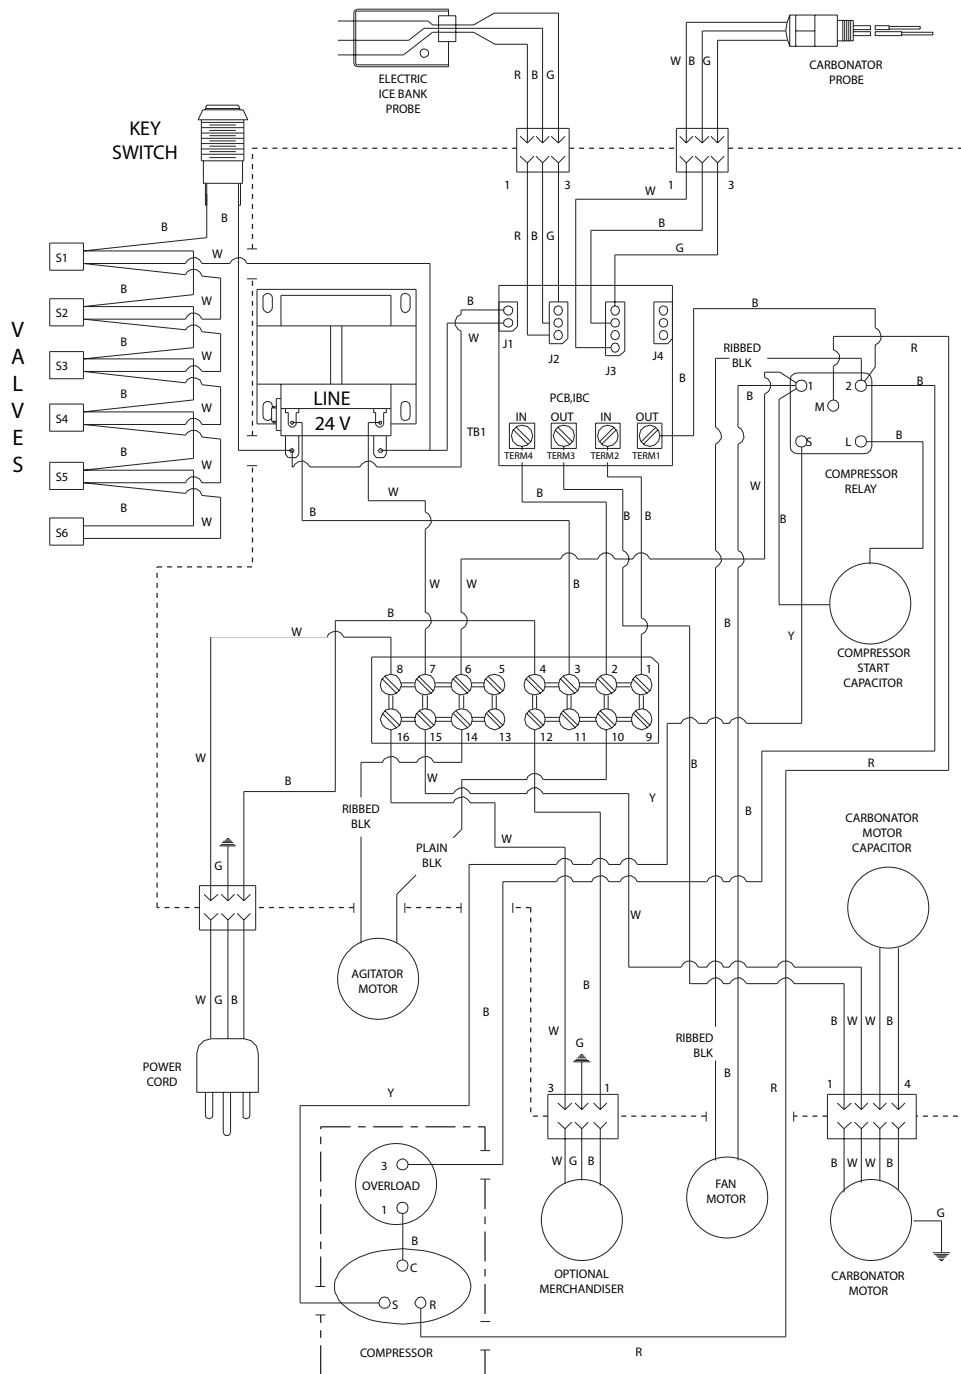 ELECTRIC
ICE BANK
PROBE
CARBONATOR
PROBE
R B G
W B G
KEY
SWITCH
1 3
1 3
W
B
G
R B G
B
B
W
S1
B
W
S2
B
W
S3
B
W
S4
B
W
S5
B
W
S6
VALVES
LINE
24 V
TB1
B
W
J1
J2
J3
J4
PCB,IBC
IN OUT IN OUT
TERM4 TERM3 TERM2 TERM1
B
B
R
RIBBED
BLK
B
1 2
B
M
S L
B
COMPRESSOR
RELAY
W
B
W
B
B
B B
W W B
B
Y
COMPRESSOR
START
CAPACITOR
W
B
8 7 6 5 4 3 2 1
16 15 14 13 12 11 10 9
W
B
W
RIBBED
BLK
PLAIN
BLK
W
Y
B
B
R
CARBONATOR
MOTOR
CAPACITOR
G
W
AGITATOR
MOTOR
W G B
B
B
W
G
RIBBED
BLK
B
R
B W W B
POWER
CORD
Y
3 1
1 4
W G B
B W W B
3
OVERLOAD
1
B
C
S R
COMPRESSOR
OPTIONAL
MERCHANDISER
FAN
MOTOR
G
CARBONATOR
MOTOR
R